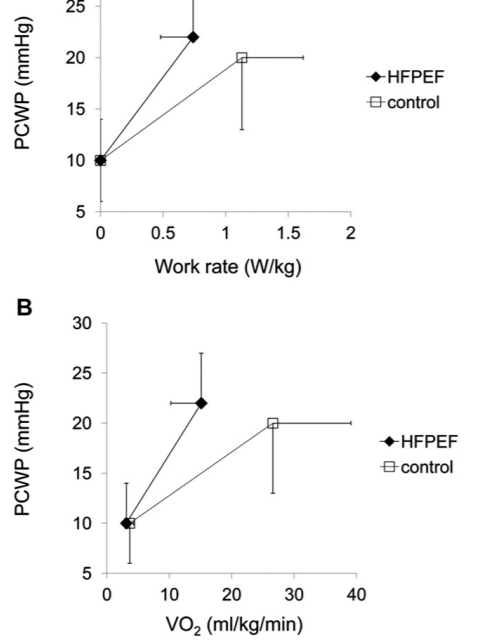 25
20
15
10
5
PCWP (mmHg)
0 0.5 1 1.5 2
Work rate (W/kg)
HFPEF
control
B
30
25
20
15
10
5
PCWP (mmHg)
0 10 20 30 40
VO₂ (ml/kg/min)
HFPEF
control